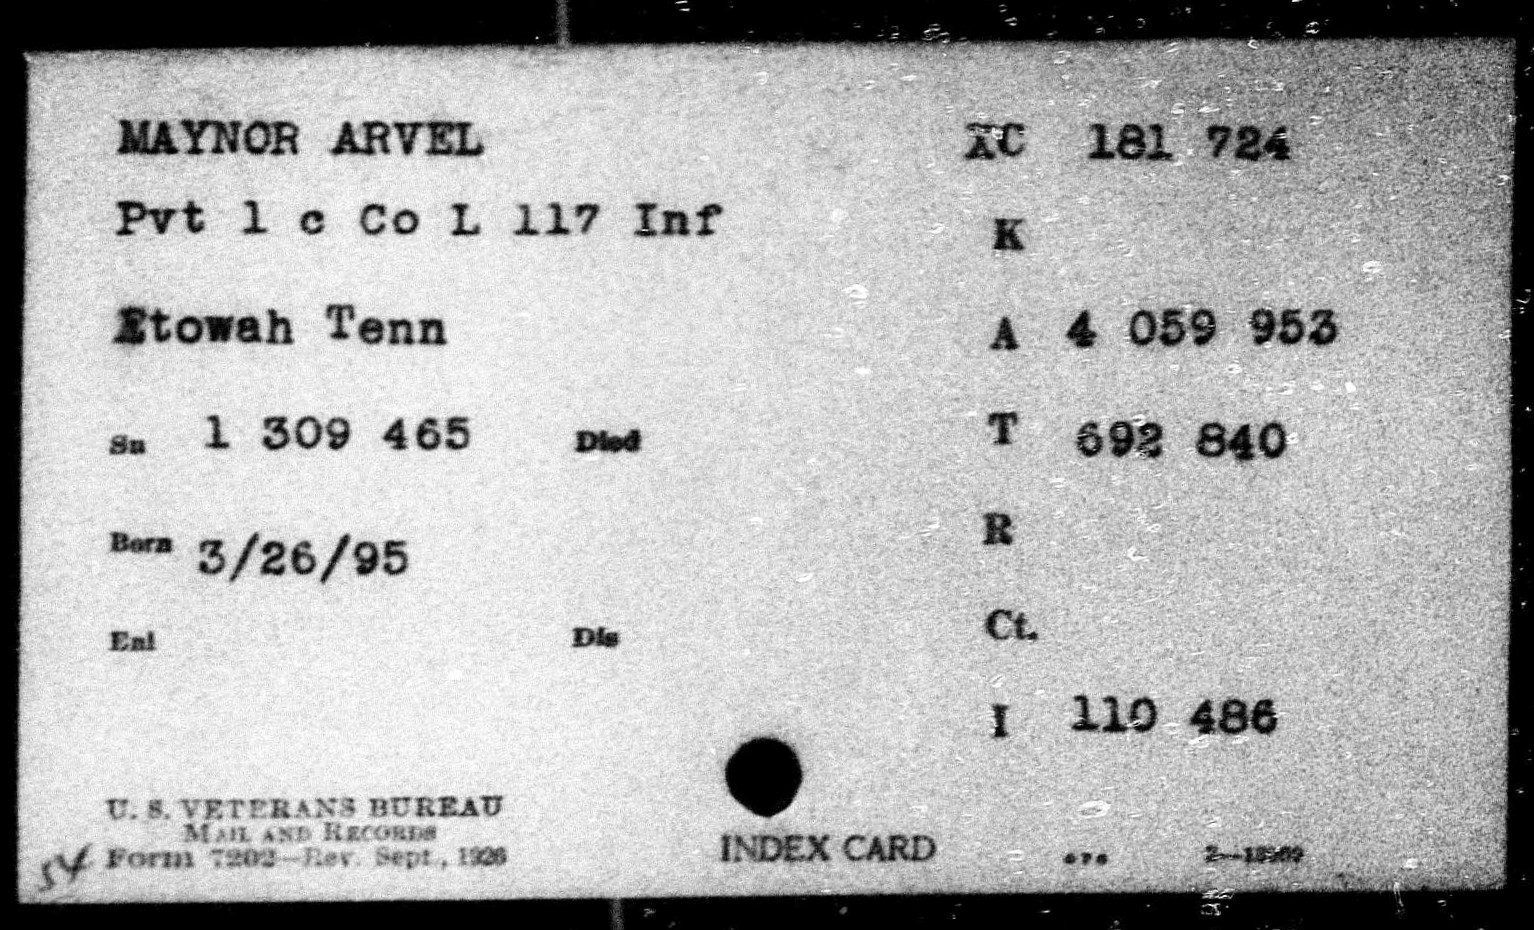 MAYNOR ARVEL
XC 181 724
Pvt 1 c Co L 117 Inf
K
Etowah Tenn
A 4 059 953
Sn 1 309 465 Died
T 692 840
Born 3/26/95
R
Enl Dis
Ct.
I 110 486
U. S. VETERANS BUREAU
MAIL AND RECORDS
54 Form 7202—Rev. Sept., 1926
INDEX CARD